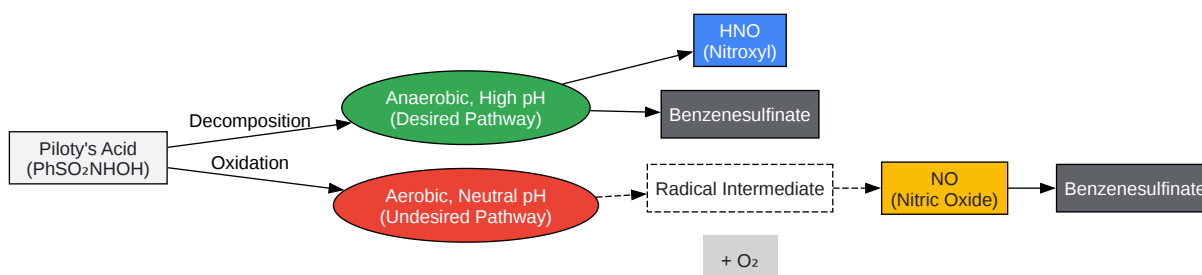 HNO
(Nitroxyl)
Anaerobic, High pH
(Desired Pathway)
Benzenesulfinate
Decomposition
Piloty's Acid
(PhSO₂NHOH)
Oxidation
Aerobic, Neutral pH
(Undesired Pathway)
Radical Intermediate
NO
(Nitric Oxide)
Benzenesulfinate
+ O₂